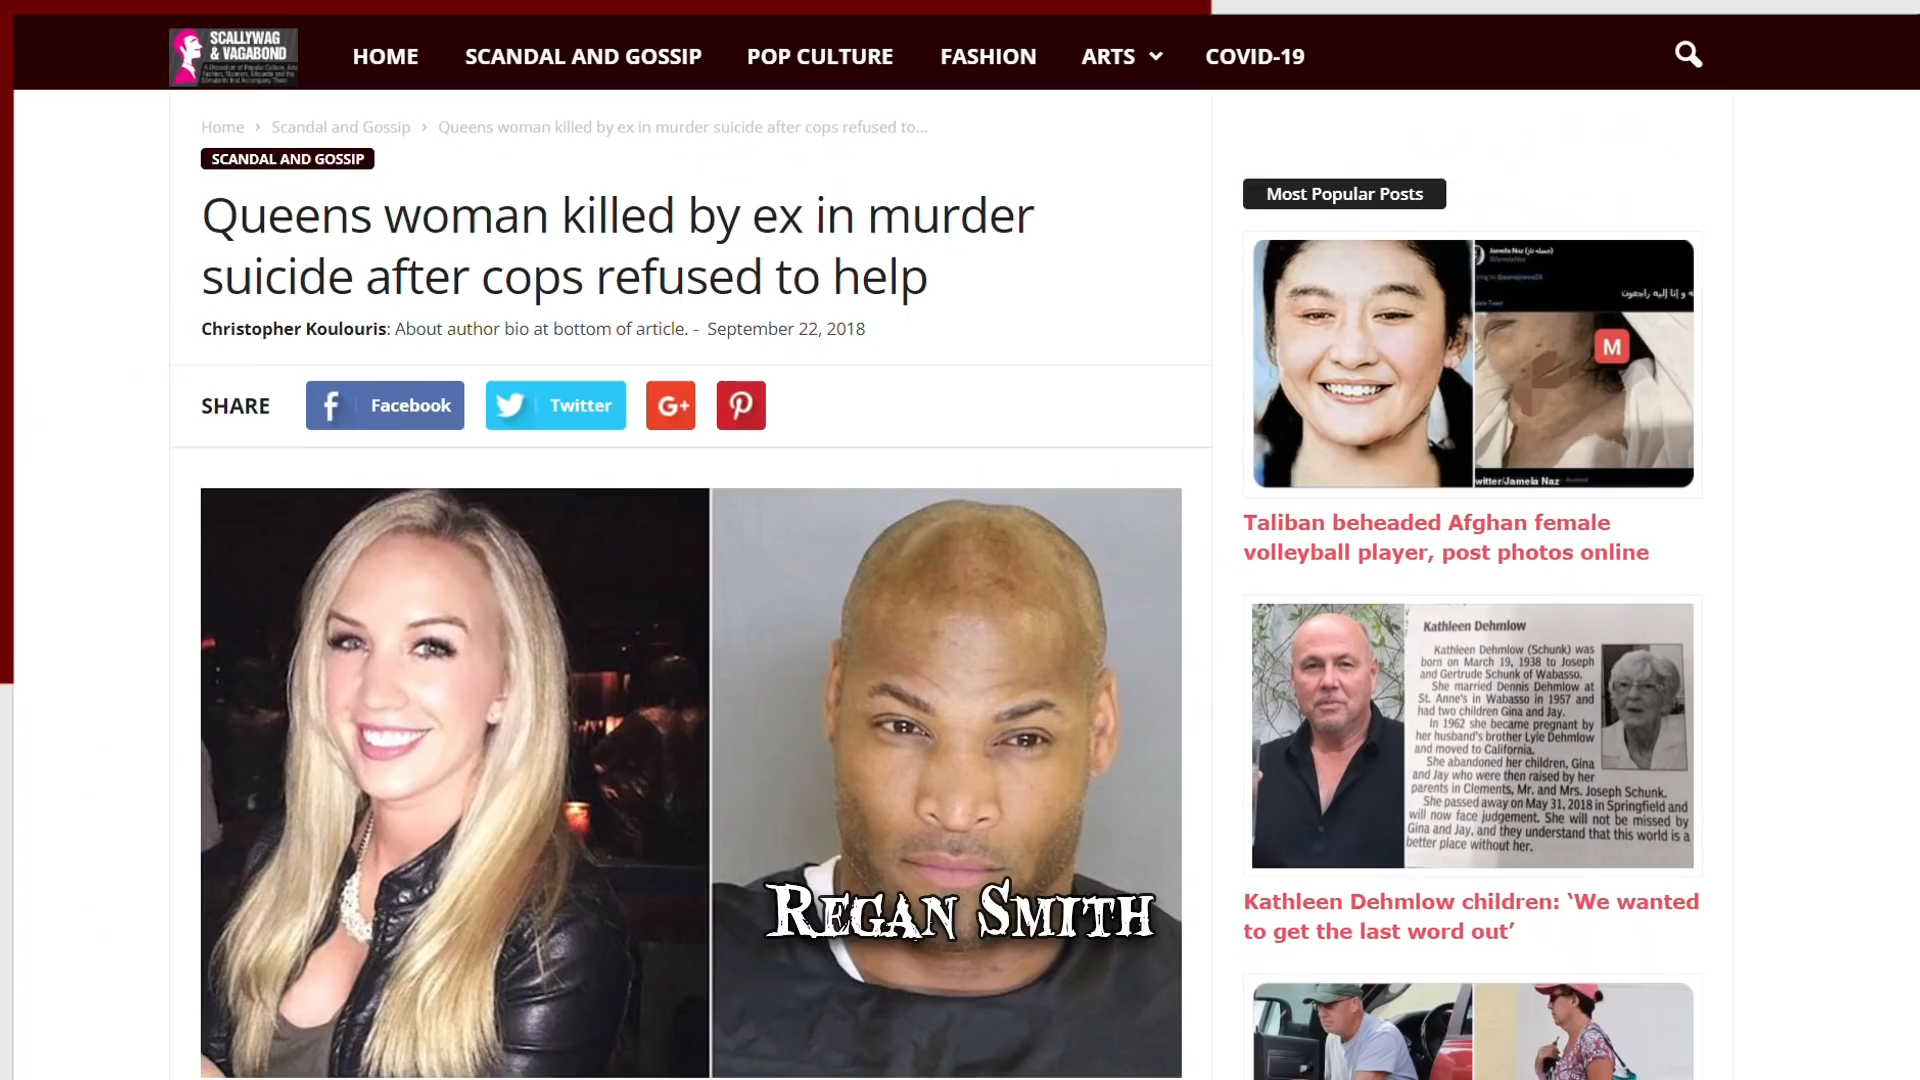 SCALLYWAG
& VAGABOND
HOME
SCANDAL AND GOSSIP
POP CULTURE
FASHION
ARTS
COVID-19
Home › Scandal and Gossip › Queens woman killed by ex in murder suicide after cops refused to...
SCANDAL AND GOSSIP
Queens woman killed by ex in murder
suicide after cops refused to help
Christopher Koulouris: About author bio at bottom of article. - September 22, 2018
SHARE
Facebook
Twitter
G+
REGAN SMITH
Most Popular Posts
M
witter/Jamela Naz
Taliban beheaded Afghan female
volleyball player, post photos online
Kathleen Dehmlow
Kathleen Dehmlow (Schunk) was
born on March 19, 1938 to Joseph
and Gertrude Schunk of Wabasso.
She married Dennis Dehmlow at
St. Anne's in Wabasso in 1957 and
had two children Gina and Jay.
In 1962 she became pregnant by
her husband's brother Lyle Dehmlow
and moved to California.
She abandoned her children, Gina
and Jay who were then raised by her
parents in Clements, Mr. and Mrs. Joseph Schunk.
She passed away on May 31, 2018 in Springfield and
will now face judgement. She will not be missed by
Gina and Jay, and they understand that this world is a
better place without her.
Kathleen Dehmlow children: ‘We wanted
to get the last word out’